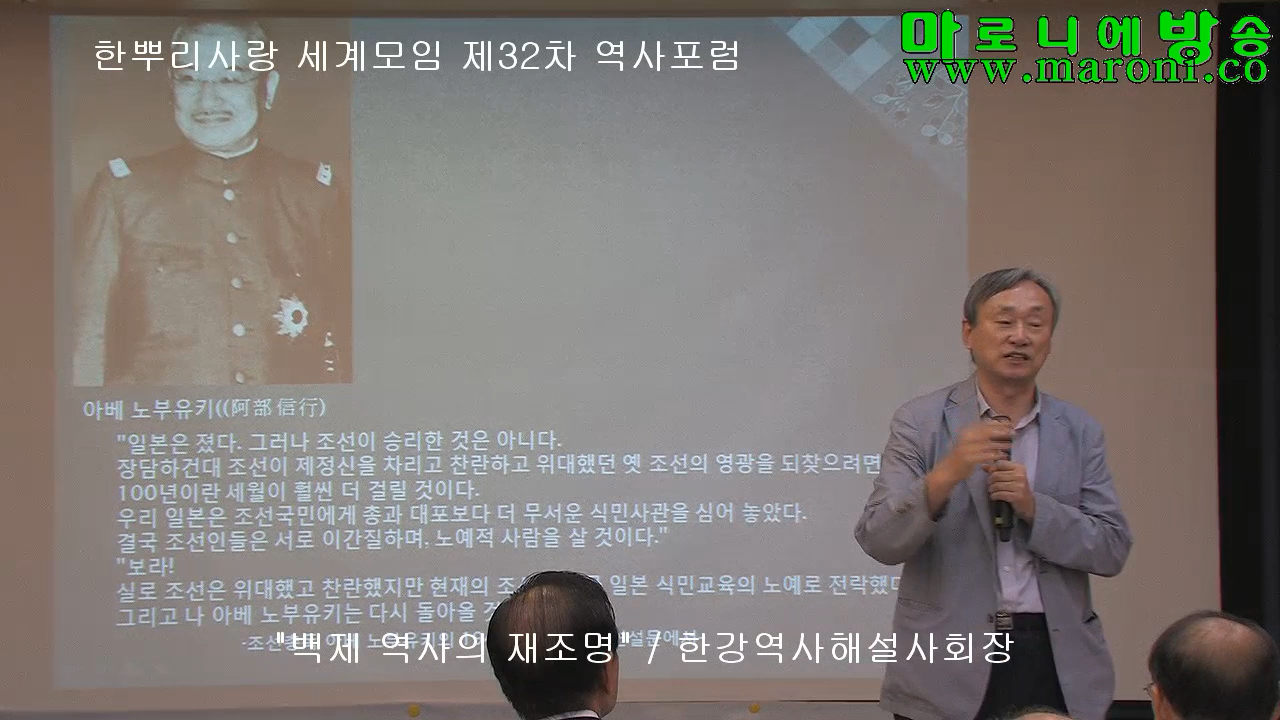 한뿌리사랑 세계모임 제32차 역사포럼
마로니에방송
www.maroni.co
아베 노부유키((阿部信行)
"일본은 졌다. 그러나 조선이 승리한 것은 아니다.
장담하건대 조선이 제정신을 차리고 찬란하고 위대했던 옛 조선의 영광을 되찾으려면
100년이란 세월이 훨씬 더 걸릴 것이다.
우리 일본은 조선국민에게 총과 대포보다 더 무서운 식민사관을 심어 놓았다.
결국 조선인들은 서로 이간질하며, 노예적 사람을 살 것이다."
"보라!
실로 조선은 위대했고 찬란했지만 현재의 일본 식민교육의 노예로 전락했다
그리고 나 아베 노부유키는 다시 돌아올
"백제 역사의 재조명" / 한강역사해설사회장